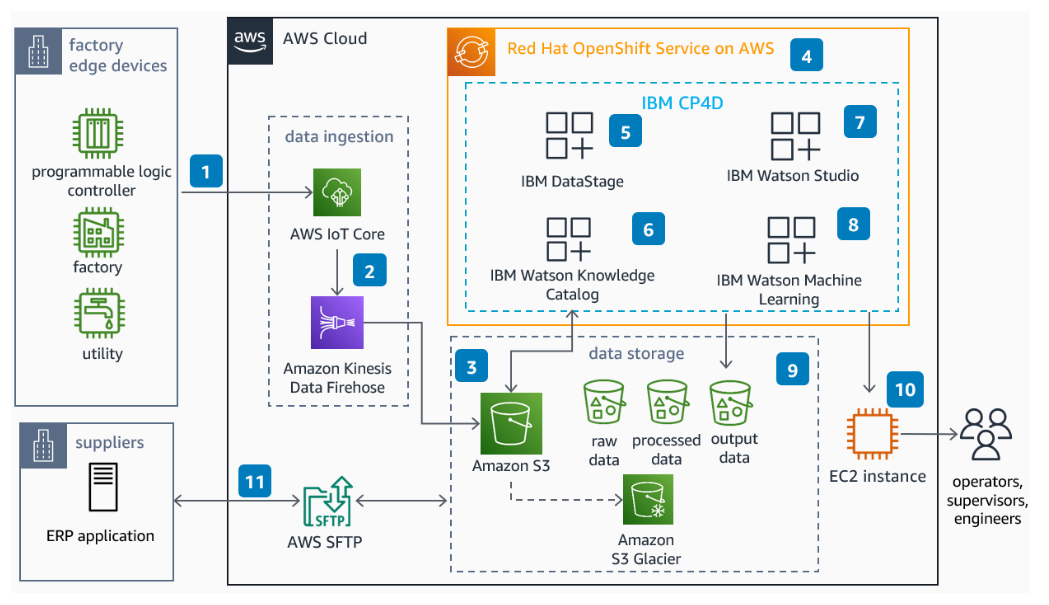 factory
edge devices
programmable logic
controller
factory
utility
suppliers
ERP application
1
11
aws
AWS Cloud
data ingestion
AWS IoT Core
2
Amazon Kinesis
Data Firehose
SFTP
AWS SFTP
Red Hat OpenShift Service on AWS
4
IBM CP4D
5
IBM DataStage
7
IBM Watson Studio
6
IBM Watson Knowledge
Catalog
8
IBM Watson Machine
Learning
3
data storage
9
Amazon S3
raw
data
processed
data
output
data
Amazon
S3 Glacier
10
EC2 instance
operators,
supervisors,
engineers